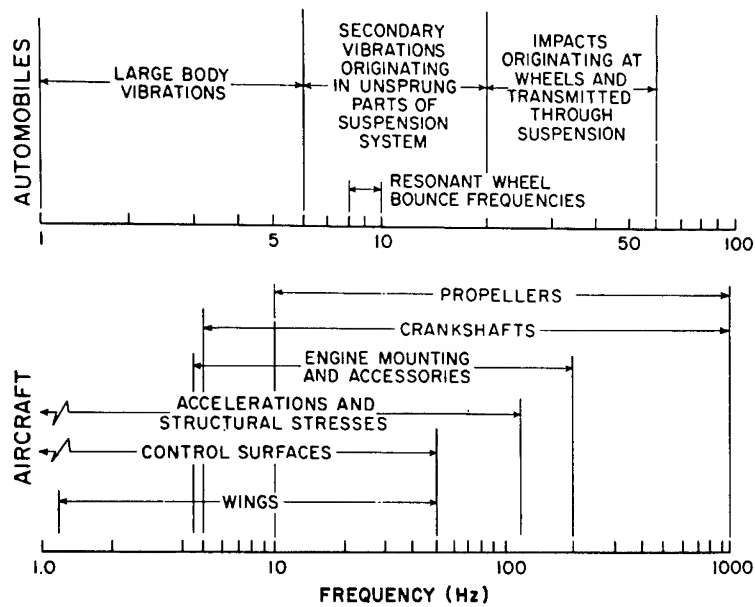 AUTOMOBILES
LARGE BODY
VIBRATIONS
SECONDARY
VIBRATIONS
ORIGINATING
IN UNSPRUNG
PARTS OF
SUSPENSION
SYSTEM
IMPACTS
ORIGINATING AT
WHEELS AND
TRANSMITTED
THROUGH
SUSPENSION
RESONANT WHEEL
BOUNCE FREQUENCIES
1 5 10 50 100
AIRCRAFT
PROPELLERS
CRANKSHAFTS
ENGINE MOUNTING
AND ACCESSORIES
ACCELERATIONS AND
STRUCTURAL STRESSES
CONTROL SURFACES
WINGS
1.0 10 100 1000
FREQUENCY (Hz)